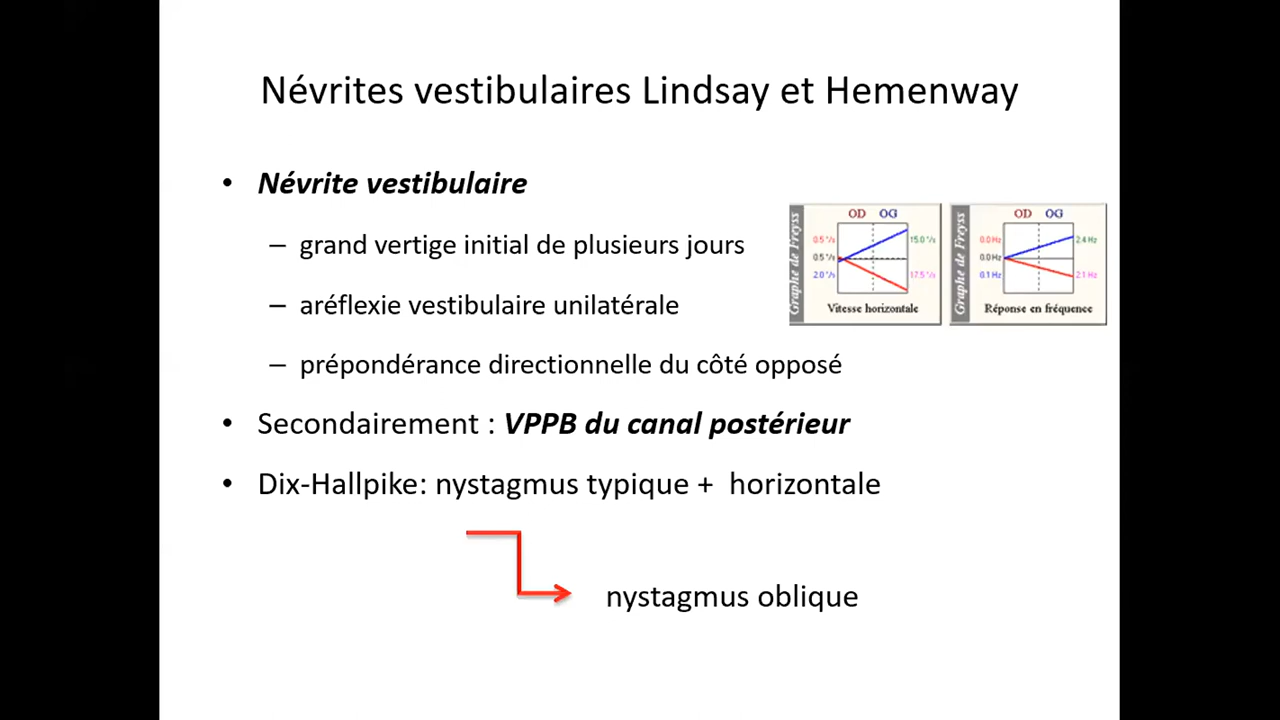 Névrites vestibulaires Lindsay et Hemenway
• Névrite vestibulaire
– grand vertige initial de plusieurs jours
– aréflexie vestibulaire unilatérale
– prépondérance directionnelle du côté opposé
Graphe de Freyss
OD OG
0.5 °/s 15.0 °/s
0.5 °/s
2.0 °/s 17.5 °/s
Vitesse horizontale
Graphe de Freyss
OD OG
0.0 Hz 2.4 Hz
0.0 Hz
0.1 Hz 2.1 Hz
Réponse en fréquence
• Secondairement : VPPB du canal postérieur
• Dix-Hallpike: nystagmus typique + horizontale
nystagmus oblique